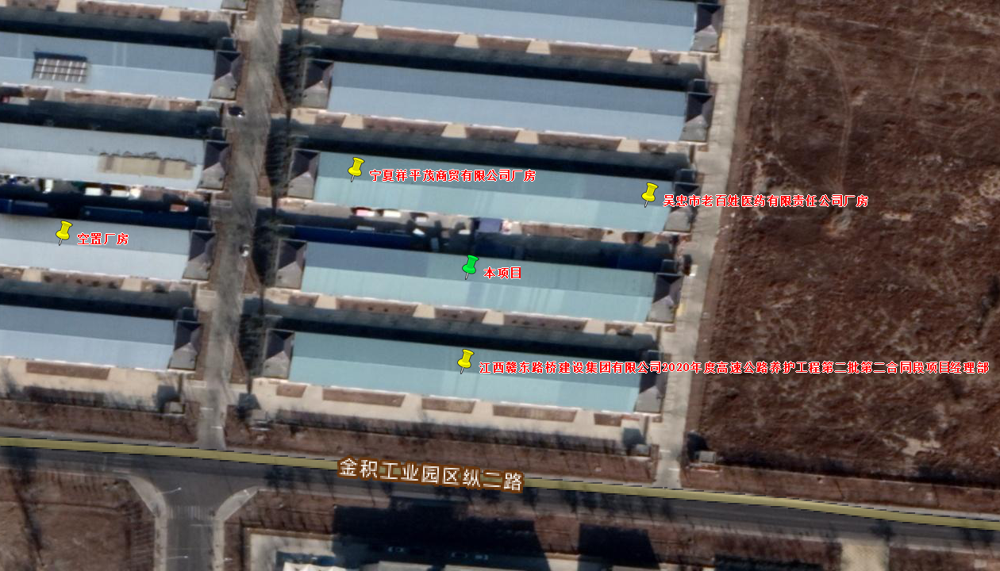 宁夏祥平茂商贸有限公司厂房
吴忠市老百姓医药有限责任公司厂房
空置厂房
本项目
江西赣东路桥建设集团有限公司2020年度高速公路养护工程第二批第二合同段项目经理部
金积工业园区纵二路